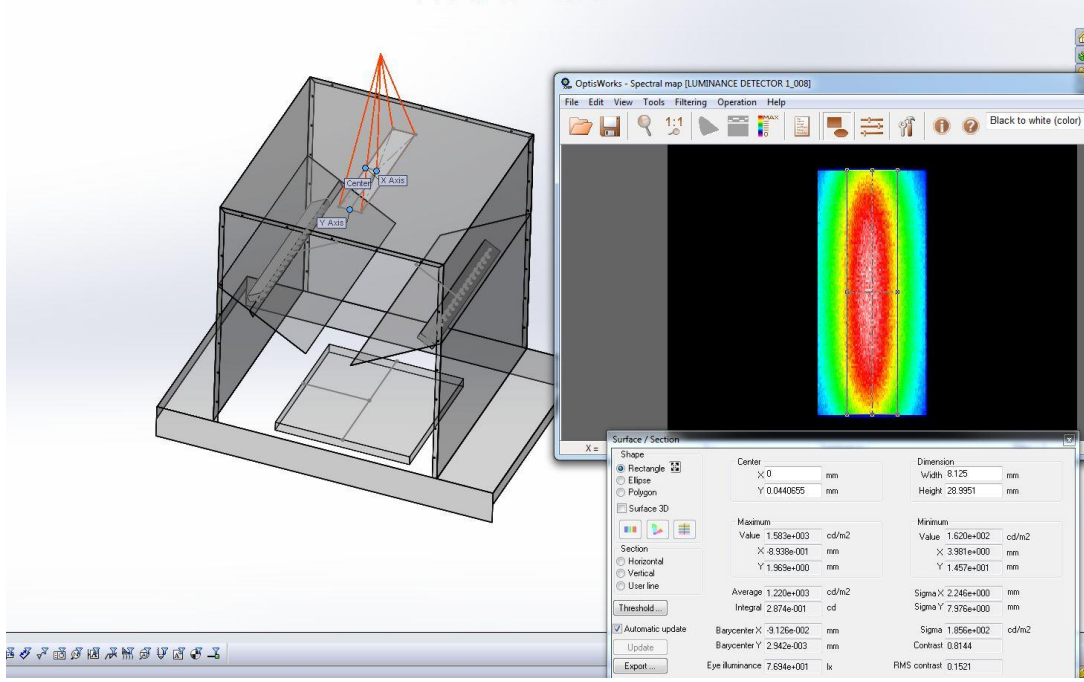 OptisWorks - Spectral map [LUMINANCE DETECTOR 1_008]
File Edit View Tools Filtering Operation Help
1:1
MAX
Black to white (color)
Center
X Axis
Y Axis
X =
Surface / Section
Shape
Rectangle
Ellipse
Polygon
Surface 3D
Section
Horizontal
Vertical
User line
Threshold ...
Automatic update
Update
Export ...
Center
X 0 mm
Y 0.0440655 mm
Dimension
Width 8.125 mm
Height 28.9951 mm
Maximum
Value 1.583e+003 cd/m2
X -8.938e-001 mm
Y 1.969e+000 mm
Minimum
Value 1.620e+002 cd/m2
X 3.981e+000 mm
Y 1.457e+001 mm
Average 1.220e+003 cd/m2
Integral 2.874e-001 cd
Barycenter X -9.126e-002 mm
Barycenter Y 2.942e-003 mm
Eye illuminance 7.694e+001 lx
Sigma X 2.246e+000 mm
Sigma Y 7.976e+000 mm
Sigma 1.856e+002 cd/m2
Contrast 0.8144
RMS contrast 0.1521